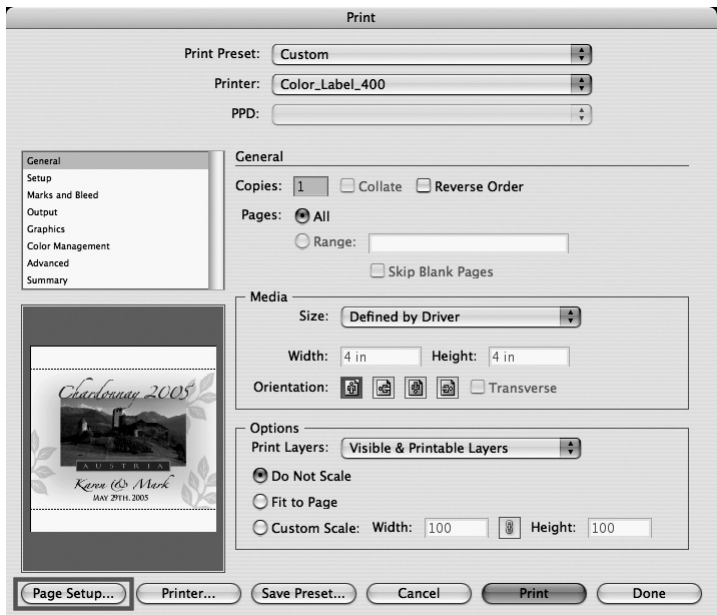 Print
Print Preset: Custom
Printer: Color_Label_400
PPD:
General
Setup
Marks and Bleed
Output
Graphics
Color Management
Advanced
Summary
General
Copies: 1 Collate Reverse Order
Pages: All
Range:
Skip Blank Pages
Media
Size: Defined by Driver
Width: 4 in Height: 4 in
Orientation: Transverse
Options
Print Layers: Visible & Printable Layers
Do Not Scale
Fit to Page
Custom Scale: Width: 100 Height: 100
Chardonnay 2005
AUSTRIA
Karen & Mark
MAY 29TH, 2005
Page Setup... Printer... Save Preset... Cancel Print Done